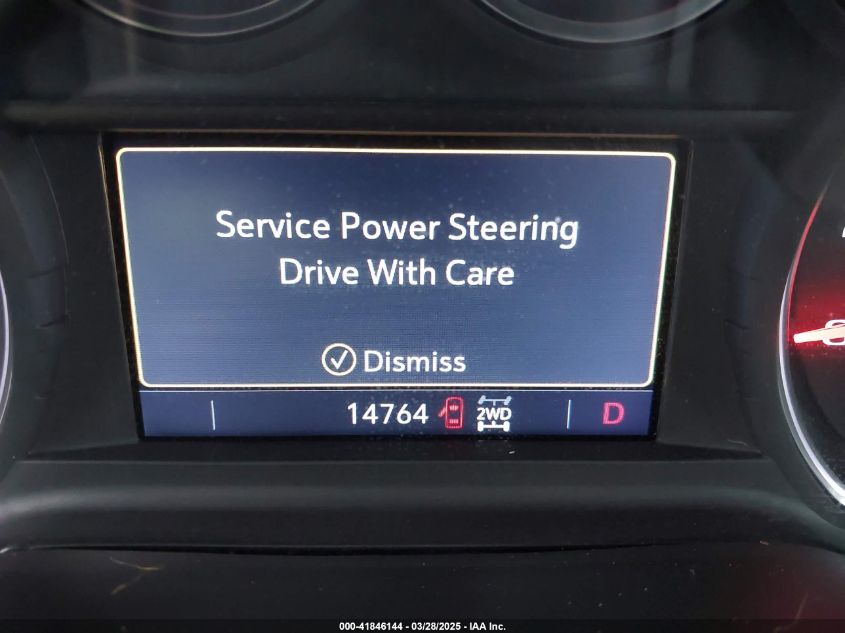 Service Power Steering
Drive With Care
Dismiss
14764 2WD D
000-41846144 — 03/28/2025 — IAA Inc.